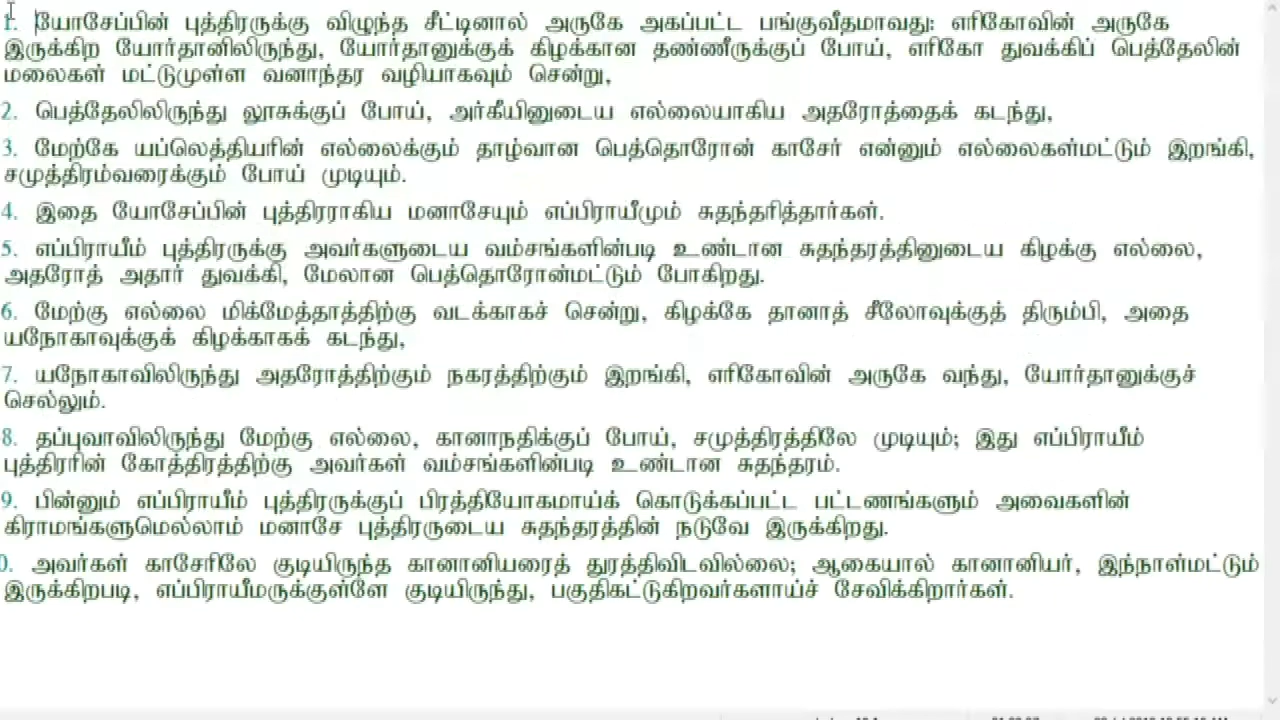 1. யோசேப்பின் புத்திரருக்கு விழுந்த சீட்டினால் அருகே அகப்பட்ட பங்குவீதமாவது: எரிகோவின் அருகே
இருக்கிற யோர்தானிலிருந்து, யோர்தானுக்குக் கிழக்கான தண்ணீருக்குப் போய், எரிகோ துவக்கிப் பெத்தேலின்
மலைகள் மட்டுமுள்ள வனாந்தர வழியாகவும் சென்று,
2. பெத்தேலிலிருந்து லூசுக்குப் போய், அர்கீயினுடைய எல்லையாகிய அதரோத்தைக் கடந்து,
3. மேற்கே யப்லெத்தியரின் எல்லைக்கும் தாழ்வான பெத்தொரோன் காசேர் என்னும் எல்லைகள்மட்டும் இறங்கி,
சமுத்திரம்வரைக்கும் போய் முடியும்.
4. இதை யோசேப்பின் புத்திரராகிய மனாசேயும் எப்பிராயீமும் சுதந்தரித்தார்கள்.
5. எப்பிராயீம் புத்திரருக்கு அவர்களுடைய வம்சங்களின்படி உண்டான சுதந்தரத்தினுடைய கிழக்கு எல்லை,
அதரோத் அதார் துவக்கி, மேலான பெத்தொரோன்மட்டும் போகிறது.
6. மேற்கு எல்லை மிக்மேத்தாத்திற்கு வடக்காகச் சென்று, கிழக்கே தானாத் சீலோவுக்குத் திரும்பி, அதை
யநோகாவுக்குக் கிழக்காகக் கடந்து,
7. யநோகாவிலிருந்து அதரோத்திற்கும் நகரத்திற்கும் இறங்கி, எரிகோவின் அருகே வந்து, யோர்தானுக்குச்
செல்லும்.
8. தப்புவாவிலிருந்து மேற்கு எல்லை, கானாநதிக்குப் போய், சமுத்திரத்திலே முடியும்; இது எப்பிராயீம்
புத்திரரின் கோத்திரத்திற்கு அவர்கள் வம்சங்களின்படி உண்டான சுதந்தரம்.
9. பின்னும் எப்பிராயீம் புத்திரருக்குப் பிரத்தியோகமாய்க் கொடுக்கப்பட்ட பட்டணங்களும் அவைகளின்
கிராமங்களுமெல்லாம் மனாசே புத்திரருடைய சுதந்தரத்தின் நடுவே இருக்கிறது.
0. அவர்கள் காசேரிலே குடியிருந்த கானானியரைத் துரத்திவிடவில்லை; ஆகையால் கானானியர், இந்நாள்மட்டும்
இருக்கிறபடி, எப்பிராயீமருக்குள்ளே குடியிருந்து, பகுதிகட்டுகிறவர்களாய்ச் சேவிக்கிறார்கள்.